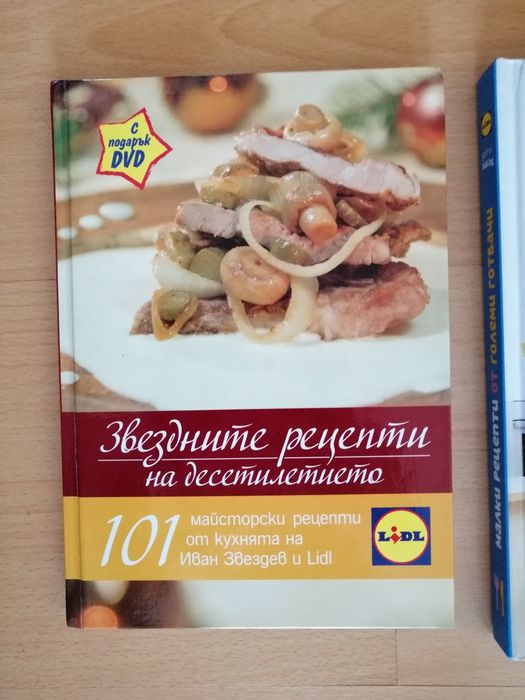 С
подарък
DVD
Звездните рецепти
на десетилетието
101
майсторски рецепти
от кухнята на
Иван Звездев и Lidl
LIDL
МАЛКИ РЕЦЕПТИ ОТ ГОЛЕМИ ГОТВАЧИ